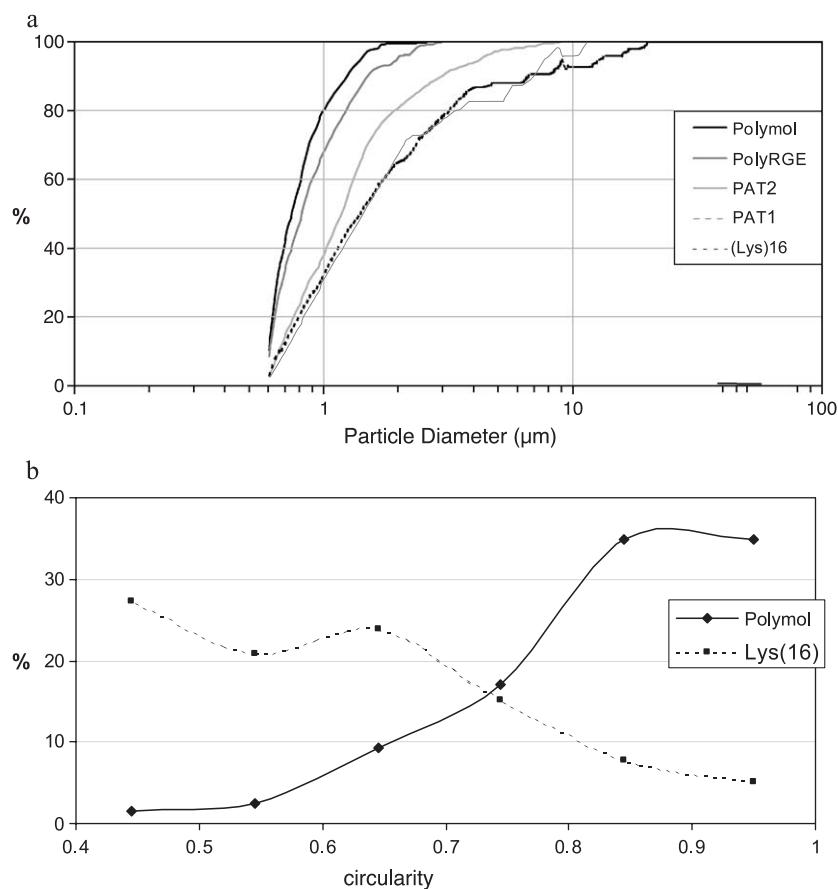 a
100
80
60
%
40
20
0
0.1
1
10
100
Particle Diameter (µm)
Polymol
PolyRGE
PAT2
PAT1
(Lys)16
b
40
30
%
20
10
0
0.4
0.5
0.6
0.7
0.8
0.9
1
circularity
Polymol
Lys(16)